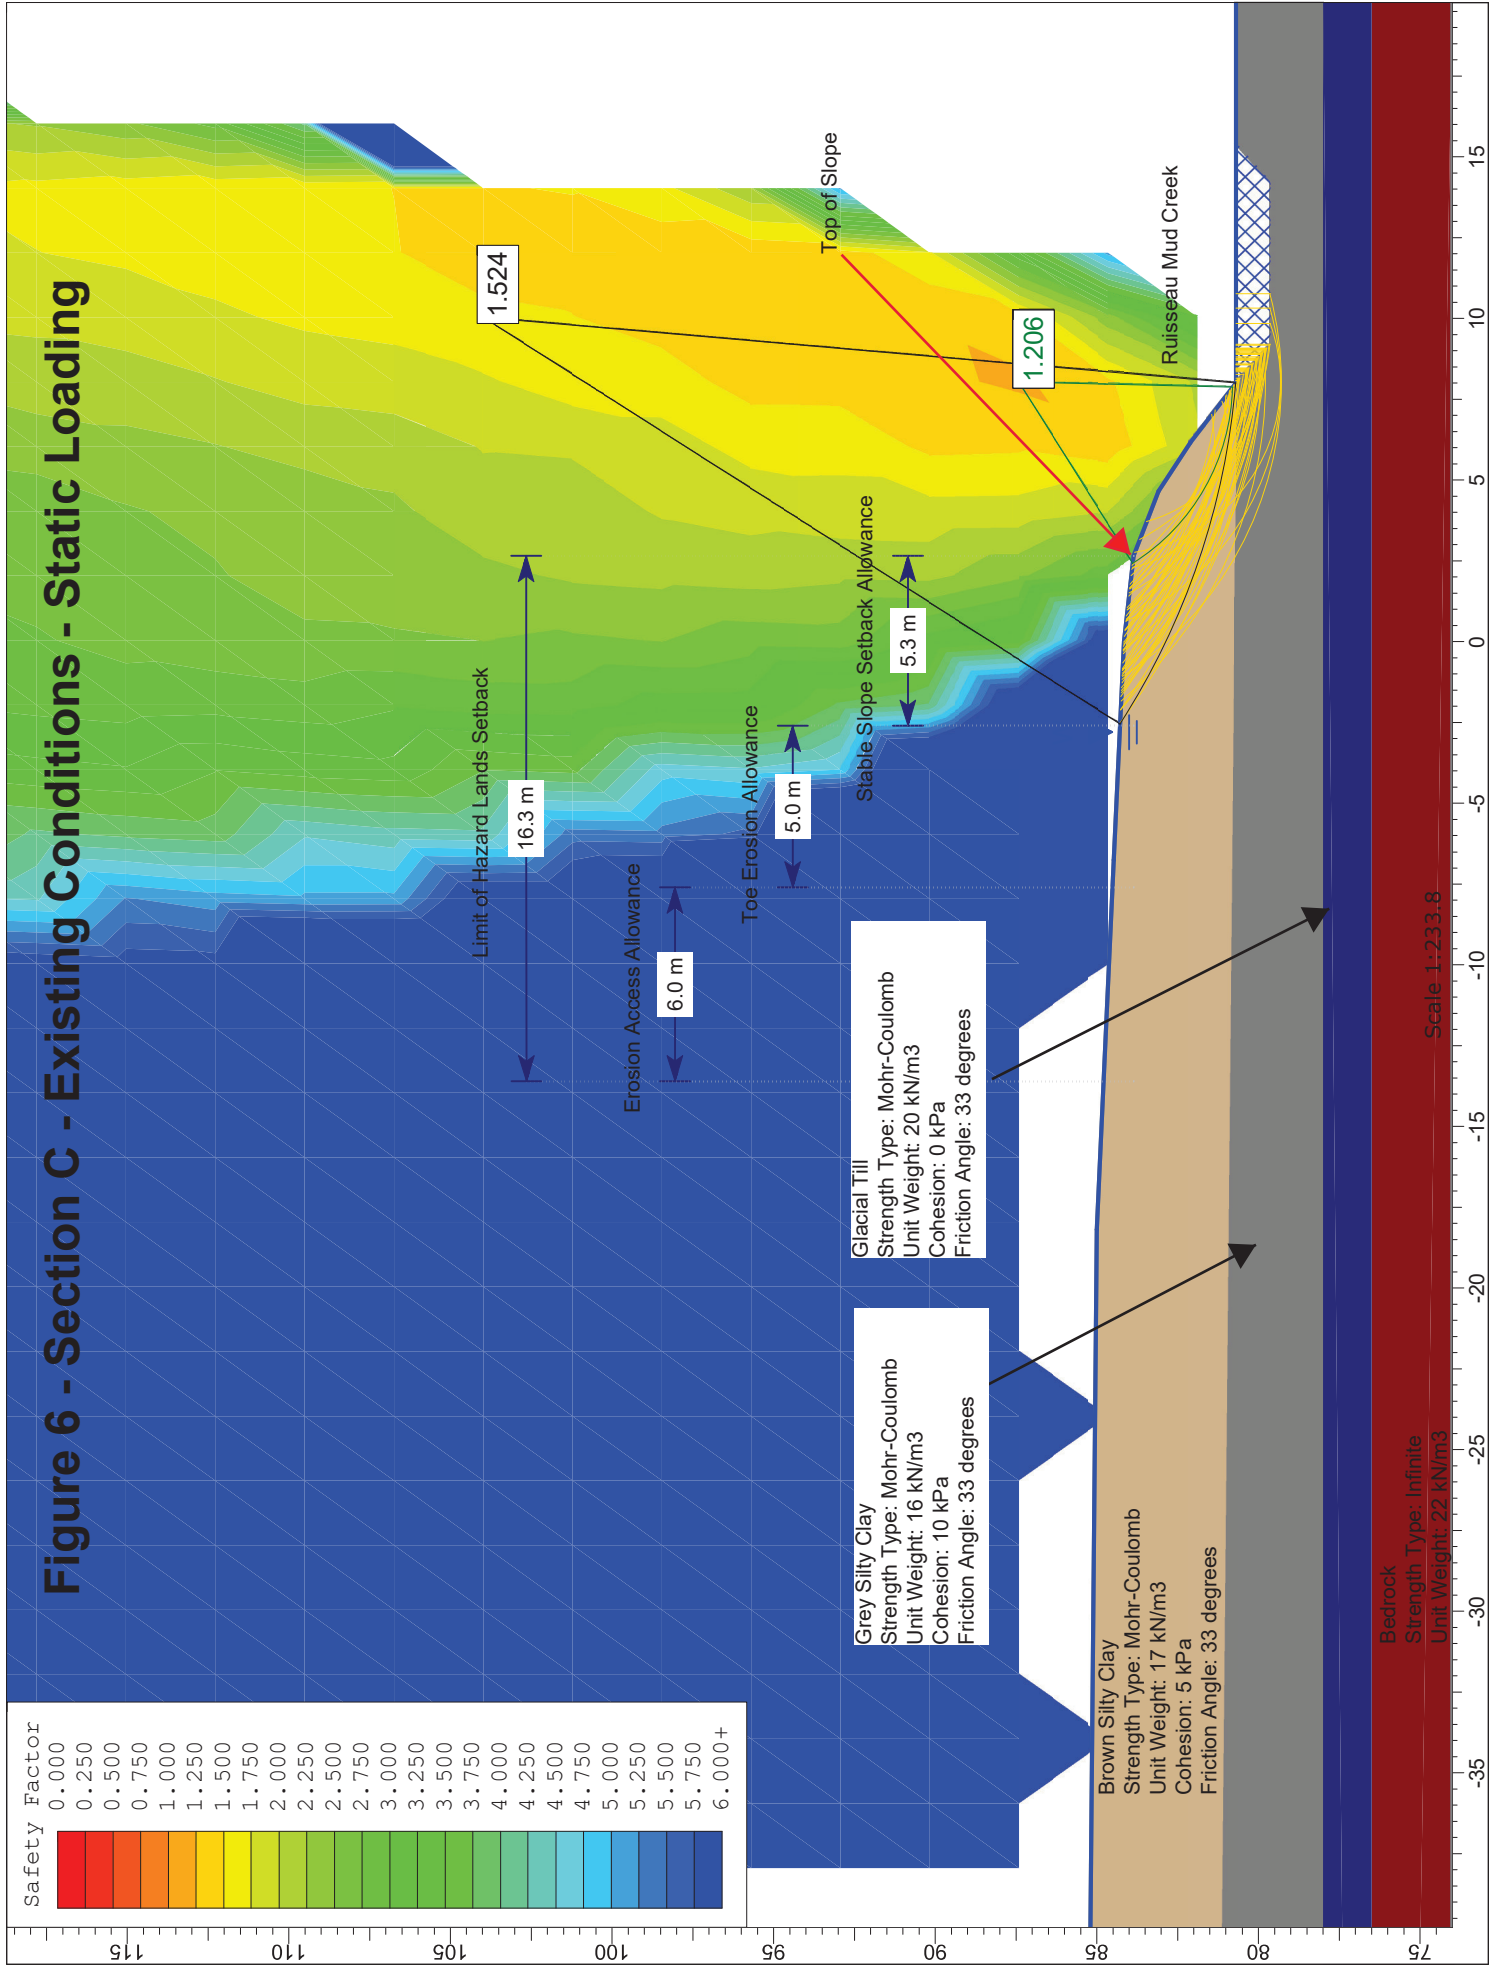 Figure 6 - Section C - Existing Conditions - Static Loading
Safety Factor
0.000
0.250
0.500
0.750
1.000
1.250
1.500
1.750
2.000
2.250
2.500
2.750
3.000
3.250
3.500
3.750
4.000
4.250
4.500
4.750
5.000
5.250
5.500
5.750
6.000+
Limit of Hazard Lands Setback
16.3 m
1.524
Erosion Access Allowance
6.0 m
Toe Erosion Allowance
5.0 m
Stable Slope Setback Allowance
5.3 m
Top of Slope
1.206
Ruisseau Mud Creek
Grey Silty Clay
Strength Type: Mohr-Coulomb
Unit Weight: 16 kN/m3
Cohesion: 10 kPa
Friction Angle: 33 degrees
Glacial Till
Strength Type: Mohr-Coulomb
Unit Weight: 20 kN/m3
Cohesion: 0 kPa
Friction Angle: 33 degrees
Brown Silty Clay
Strength Type: Mohr-Coulomb
Unit Weight: 17 kN/m3
Cohesion: 5 kPa
Friction Angle: 33 degrees
Bedrock
Strength Type: Infinite
Unit Weight: 22 kN/m3
Scale 1:233.8
115
110
105
100
95
90
85
80
75
-35
-30
-25
-20
-15
-10
-5
0
5
10
15